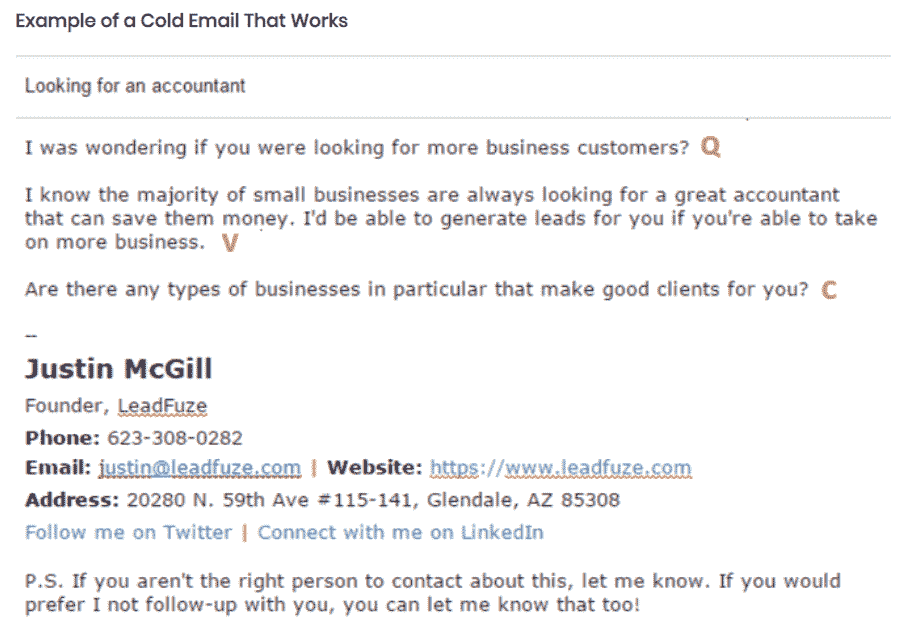 Example of a Cold Email That Works
Looking for an accountant
I was wondering if you were looking for more business customers? Q
I know the majority of small businesses are always looking for a great accountant
that can save them money. I'd be able to generate leads for you if you're able to take
on more business. V
Are there any types of businesses in particular that make good clients for you? C
--
Justin McGill
Founder, LeadFuze
Phone: 623-308-0282
Email: justin@leadfuze.com | Website: https://www.leadfuze.com
Address: 20280 N. 59th Ave #115-141, Glendale, AZ 85308
Follow me on Twitter | Connect with me on LinkedIn
P.S. If you aren't the right person to contact about this, let me know. If you would
prefer I not follow-up with you, you can let me know that too!